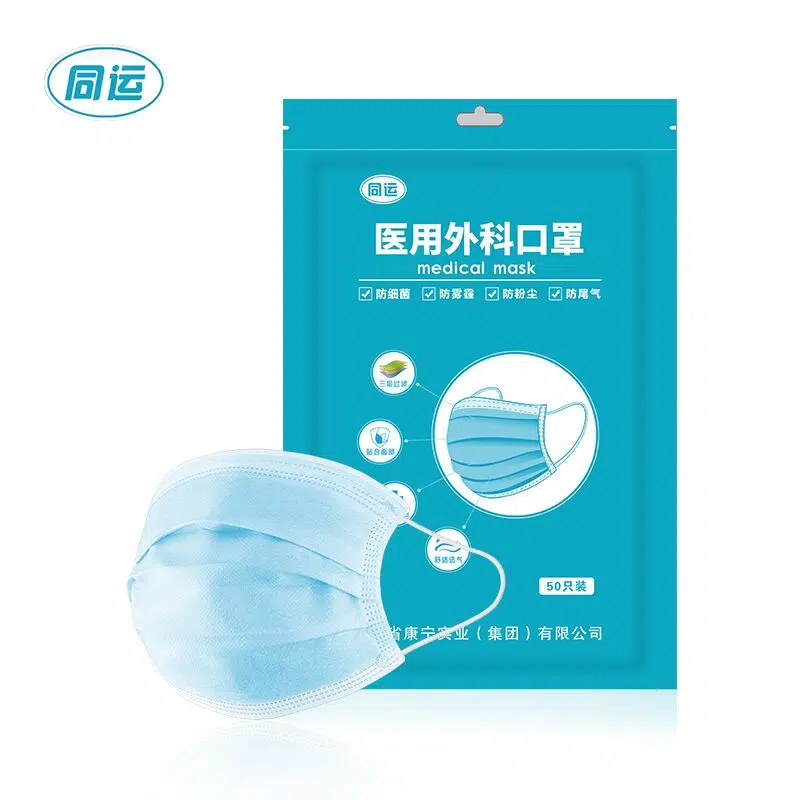 同运
同运
医用外科口罩
medical mask
防细菌 防雾霾 防粉尘 防尾气
三层过滤
贴合面部
舒适透气
50只装
省康宁实业(集团)有限公司